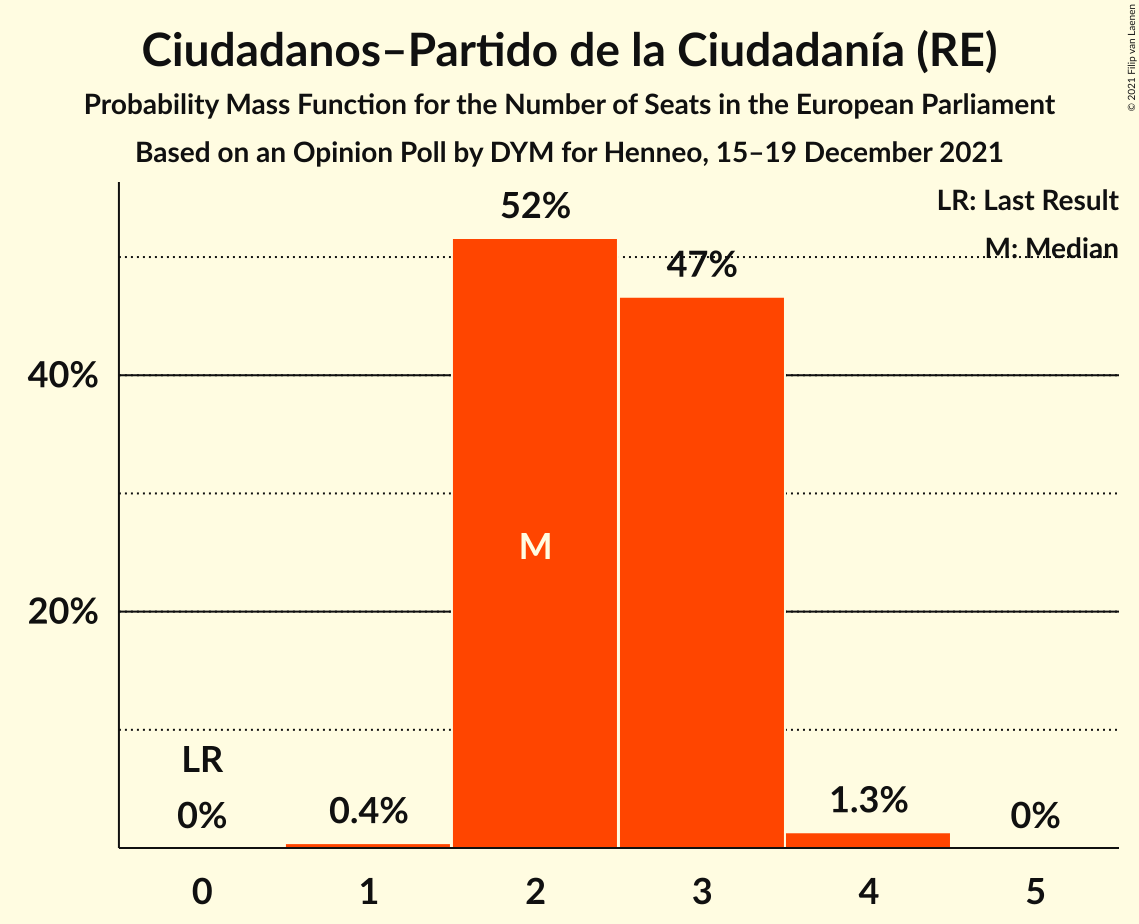 Ciudadanos–Partido de la Ciudadanía (RE)
Probability Mass Function for the Number of Seats in the European Parliament
Based on an Opinion Poll by DYM for Henneo, 15–19 December 2021
© 2021 Filip van Laenen
LR: Last Result
M: Median
52%
47%
40%
M
20%
LR
0%
0.4%
1.3%
0%
0 1 2 3 4 5